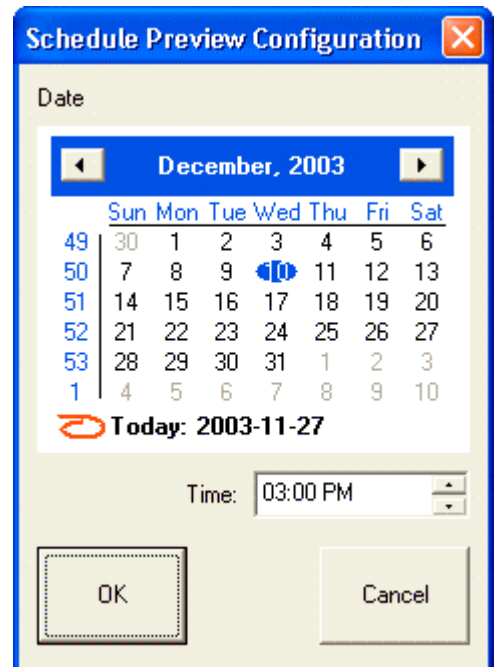 Schedule Preview Configuration
Date
December, 2003
Sun Mon Tue Wed Thu Fri Sat
49 30 1 2 3 4 5 6
50 7 8 9 10 11 12 13
51 14 15 16 17 18 19 20
52 21 22 23 24 25 26 27
53 28 29 30 31 1 2 3
1 4 5 6 7 8 9 10
Today: 2003-11-27
Time: 03:00 PM
OK Cancel